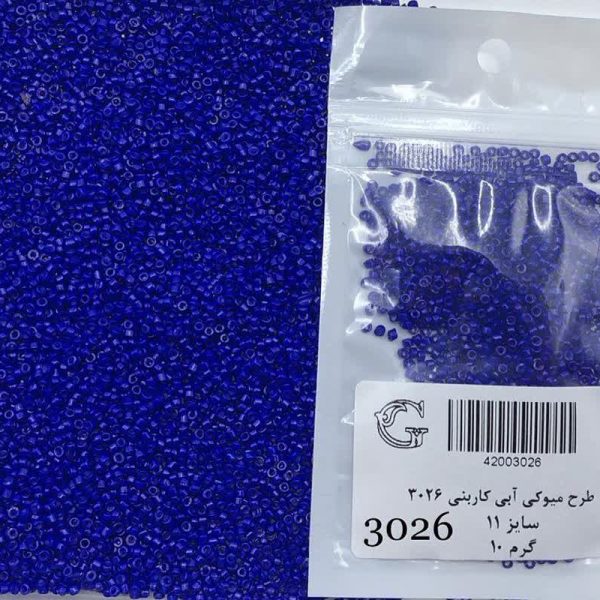 G
42003026
طرح میوکی آبی کاربنی ۳۰۲۶
سایز ۱۱
3026
گرم ۱۰